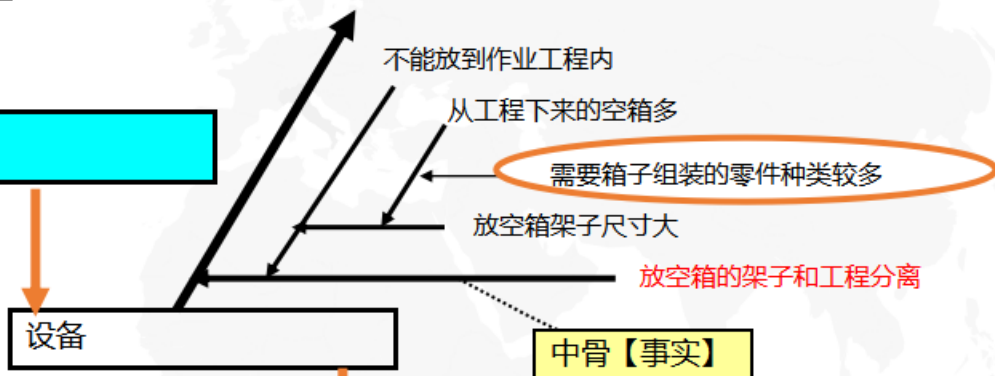 不能放到作业工程内
从工程下来的空箱多
需要箱子组装的零件种类较多
放空箱架子尺寸大
放空箱的架子和工程分离
设备
中骨【事实】